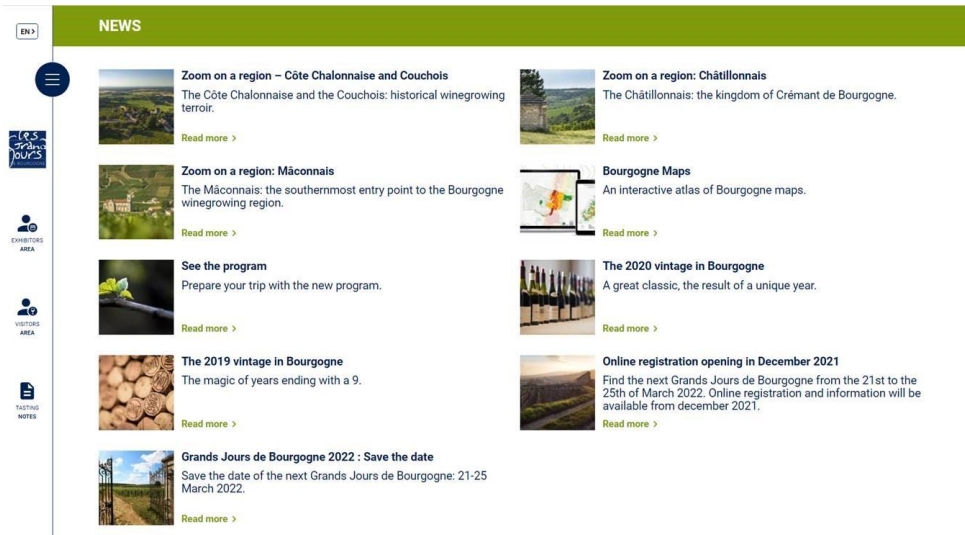 EN >
NEWS
Les
Grands
Jours
DE BOURGOGNE
EXHIBITORS
AREA
VISITORS
AREA
TASTING
NOTES
Zoom on a region – Côte Chalonnaise and Couchois
The Côte Chalonnaise and the Couchois: historical winegrowing
terroir.
Read more >
Zoom on a region: Châtillonnais
The Châtillonnais: the kingdom of Crémant de Bourgogne.
Read more >
Zoom on a region: Mâconnais
The Mâconnais: the southernmost entry point to the Bourgogne
winegrowing region.
Read more >
Bourgogne Maps
An interactive atlas of Bourgogne maps.
Read more >
See the program
Prepare your trip with the new program.
Read more >
The 2020 vintage in Bourgogne
A great classic, the result of a unique year.
Read more >
The 2019 vintage in Bourgogne
The magic of years ending with a 9.
Read more >
Online registration opening in December 2021
Find the next Grands Jours de Bourgogne from the 21st to the
25th of March 2022. Online registration and information will be
available from december 2021.
Read more >
Grands Jours de Bourgogne 2022 : Save the date
Save the date of the next Grands Jours de Bourgogne: 21-25
March 2022.
Read more >